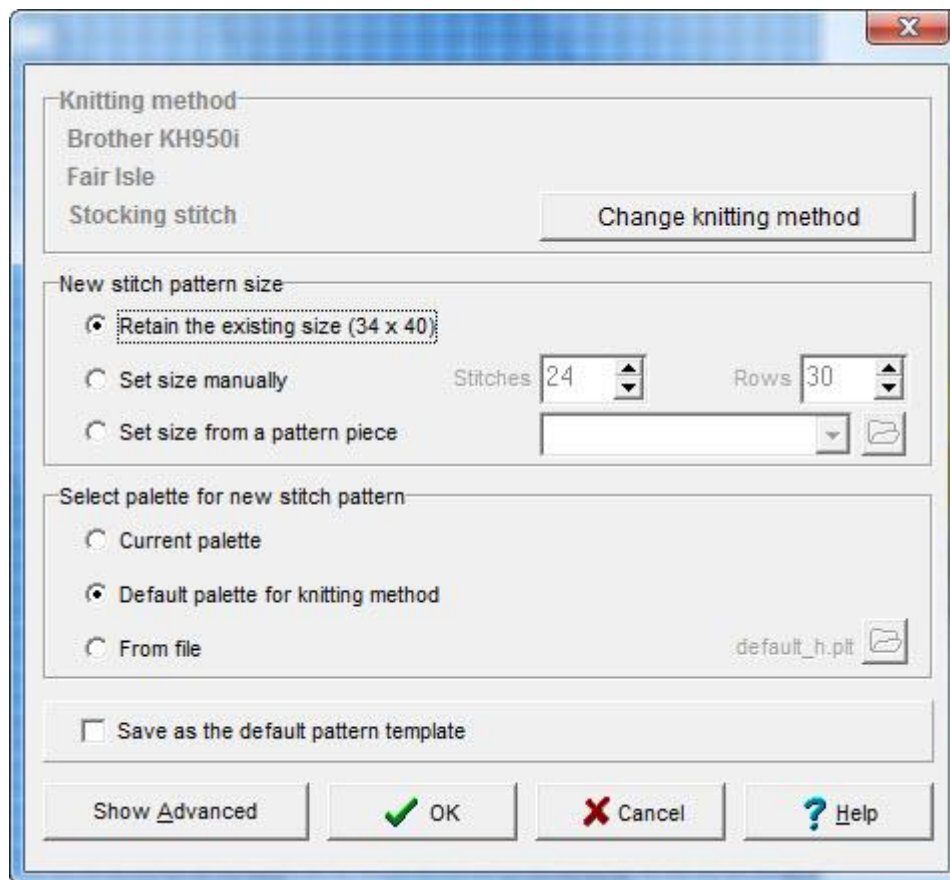 Knitting method
Brother KH950i
Fair Isle
Stocking stitch
Change knitting method
New stitch pattern size
Retain the existing size (34 x 40)
Set size manually Stitches 24 Rows 30
Set size from a pattern piece
Select palette for new stitch pattern
Current palette
Default palette for knitting method
From file default_h.plt
Save as the default pattern template
Show Advanced OK Cancel ? Help